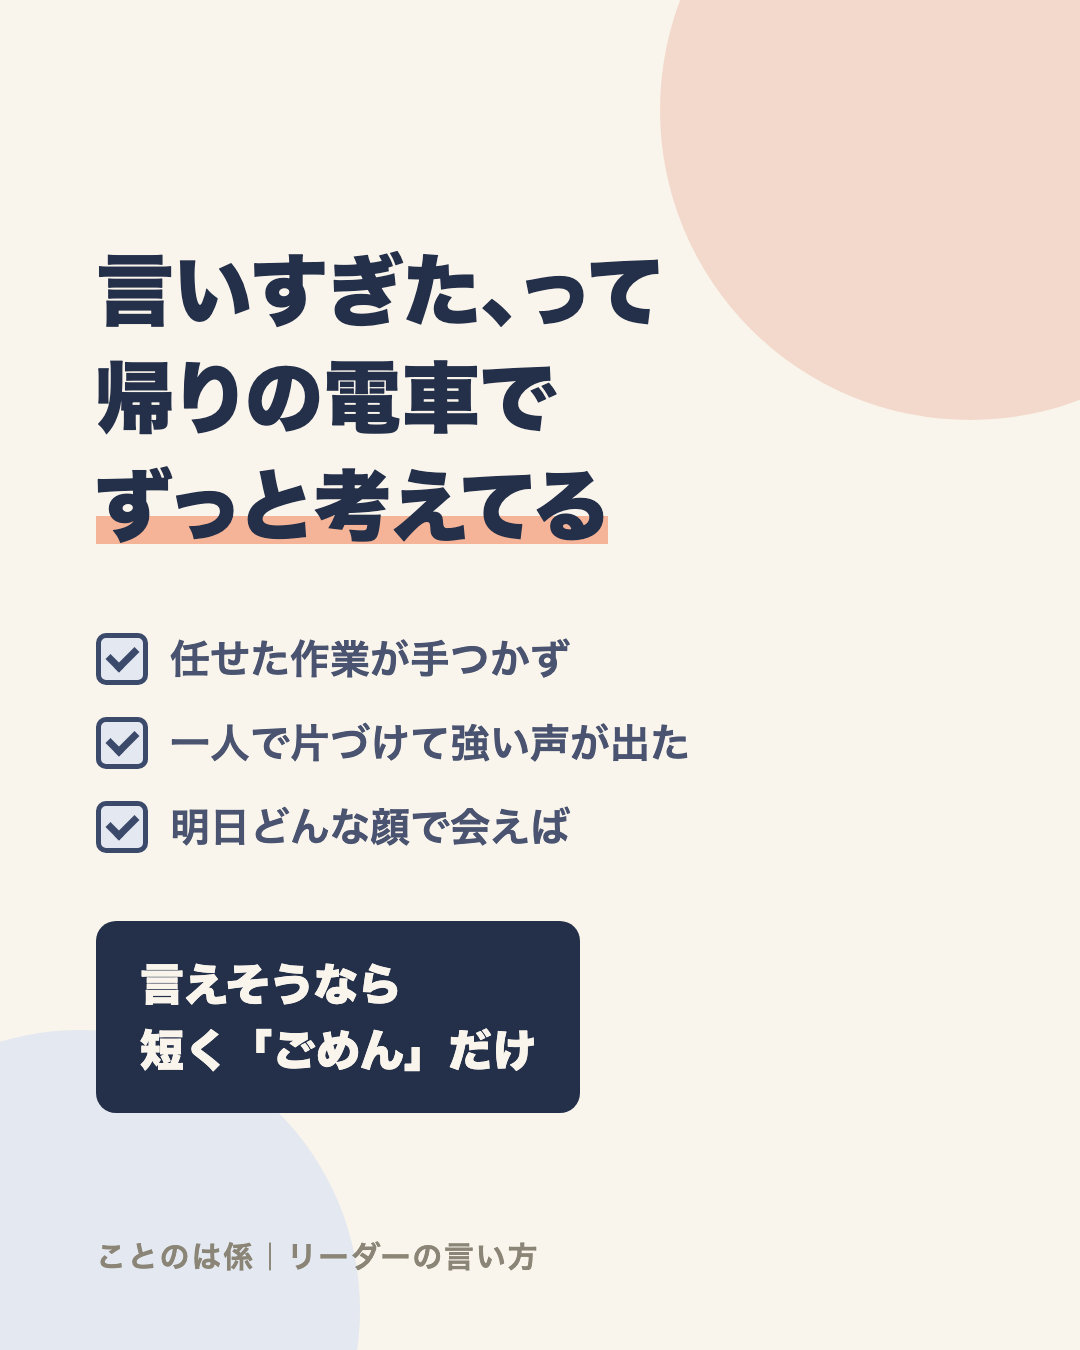 言いすぎた、って
帰りの電車で
ずっと考えてる
任せた作業が手つかず
一人で片づけて強い声が出た
明日どんな顔で会えば
言えそうなら
短く「ごめん」だけ
ことのは係｜リーダーの言い方